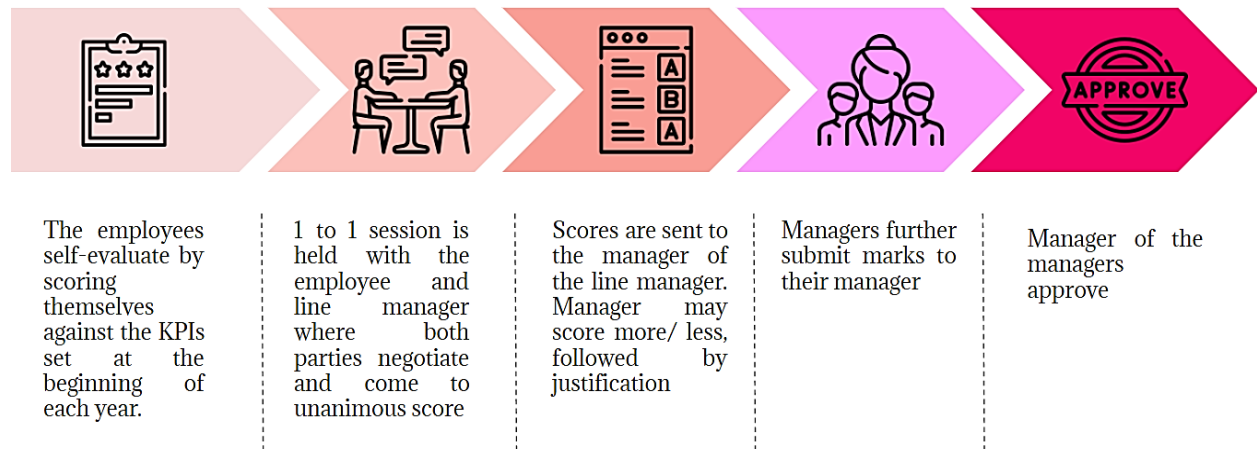 A
B
A
APPROVE
The employees
self-evaluate by
scoring
themselves
against the KPIs
set at the
beginning of
each year.
1 to 1 session is
held with the
employee and
line manager
where both
parties negotiate
and come to
unanimous score
Scores are sent to
the manager of
the line manager.
Manager may
score more/ less,
followed by
justification
Managers further
submit marks to
their manager
Manager of the
managers
approve